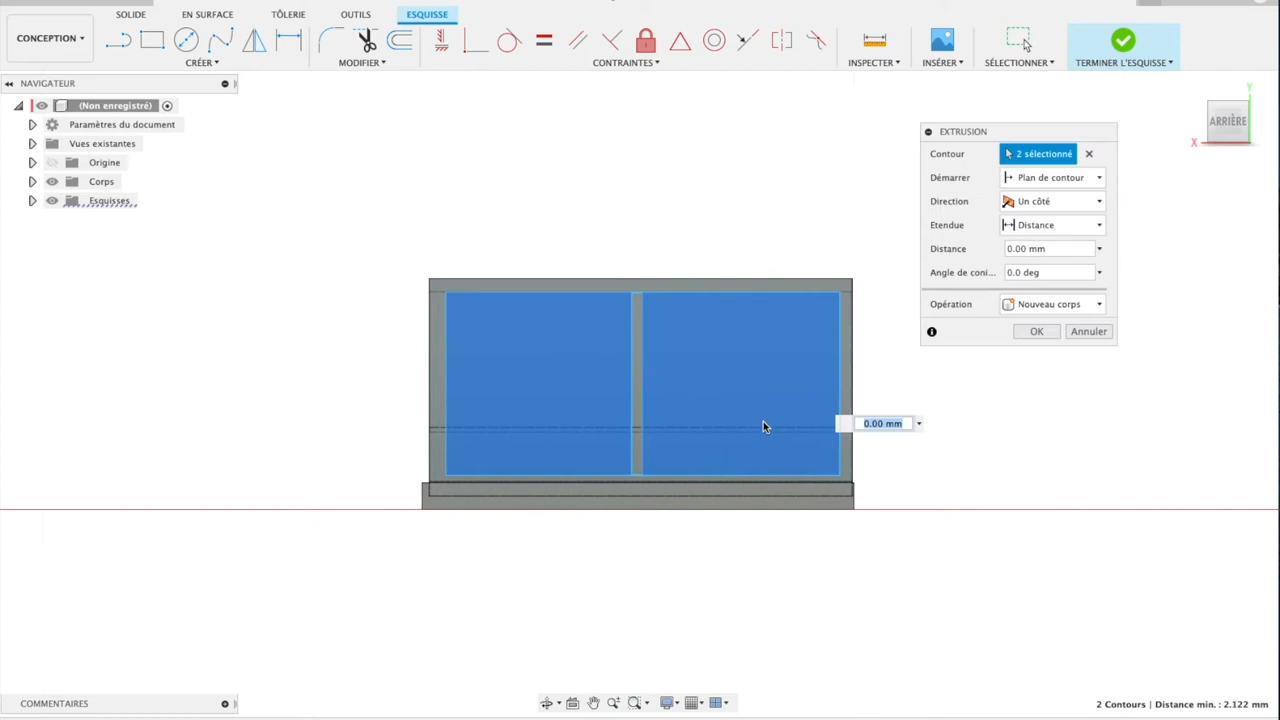 SOLIDE EN SURFACE TÔLERIE OUTILS ESQUISSE
CONCEPTION
CRÉER MODIFIER CONTRAINTES INSPECTER INSÉRER SÉLECTIONNER TERMINER L'ESQUISSE
NAVIGATEUR
(Non enregistré)
Paramètres du document
Vues existantes
Origine
Corps
Esquisses
Y
ARRIÈRE
X
EXTRUSION
Contour 2 sélectionné
Démarrer Plan de contour
Direction Un côté
Etendue Distance
Distance 0.00 mm
Angle de coni... 0.0 deg
Opération Nouveau corps
OK Annuler
0.00 mm
COMMENTAIRES
2 Contours | Distance min. : 2.122 mm